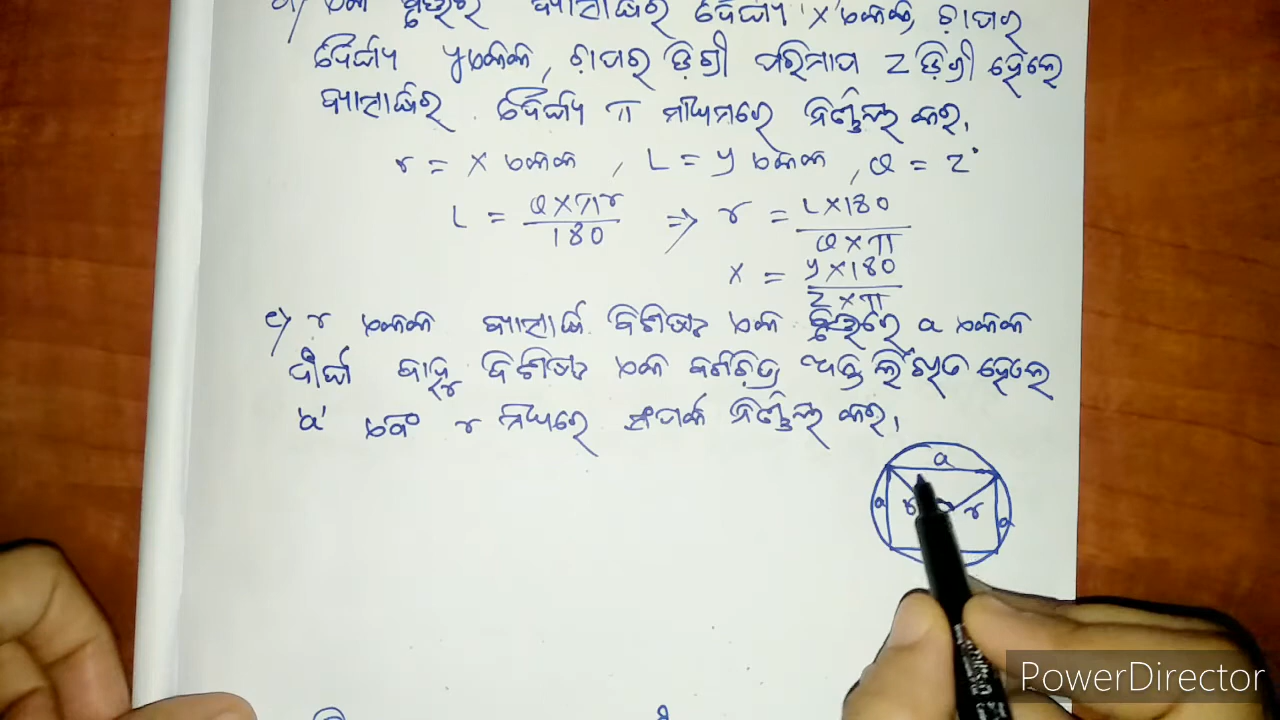 ଏକ ବୃତ୍ତର ବ୍ୟାସାର୍ଦ୍ଧର ଦୈର୍ଘ୍ୟ 'x' ଏକକ, ଚାପର
ଦୈର୍ଘ୍ୟ y ଏକକ, ଚାପର ଡିଗ୍ରୀ ପରିମାପ z ଡ଼ିଗ୍ରୀ ହେଲେ
ବ୍ୟାସାର୍ଦ୍ଧର ଦୈର୍ଘ୍ୟ π ମାଧ୍ୟମରେ ନିର୍ଣ୍ଣୟ କର।
r = x ଏକକ , L = y ଏକକ , θ = z°
L = θ×πr / 180 ⇒ r = L×180 / θ×π
x = y×180 / z×π
e) r ଏକକ ବ୍ୟାସାର୍ଦ୍ଧ ବିଶିଷ୍ଟ ଏକ ବୃତ୍ତରେ a ଏକକ
ଦୀର୍ଘ ବାହୁ ବିଶିଷ୍ଟ ଏକ ବର୍ଗଚିତ୍ର ଅନ୍ତର୍ଲିଖିତ ହେଲେ
'a' ଏବଂ r ମଧ୍ୟରେ ସଂପର୍କ ନିର୍ଣ୍ଣୟ କର।
a
a r r a
PowerDirector